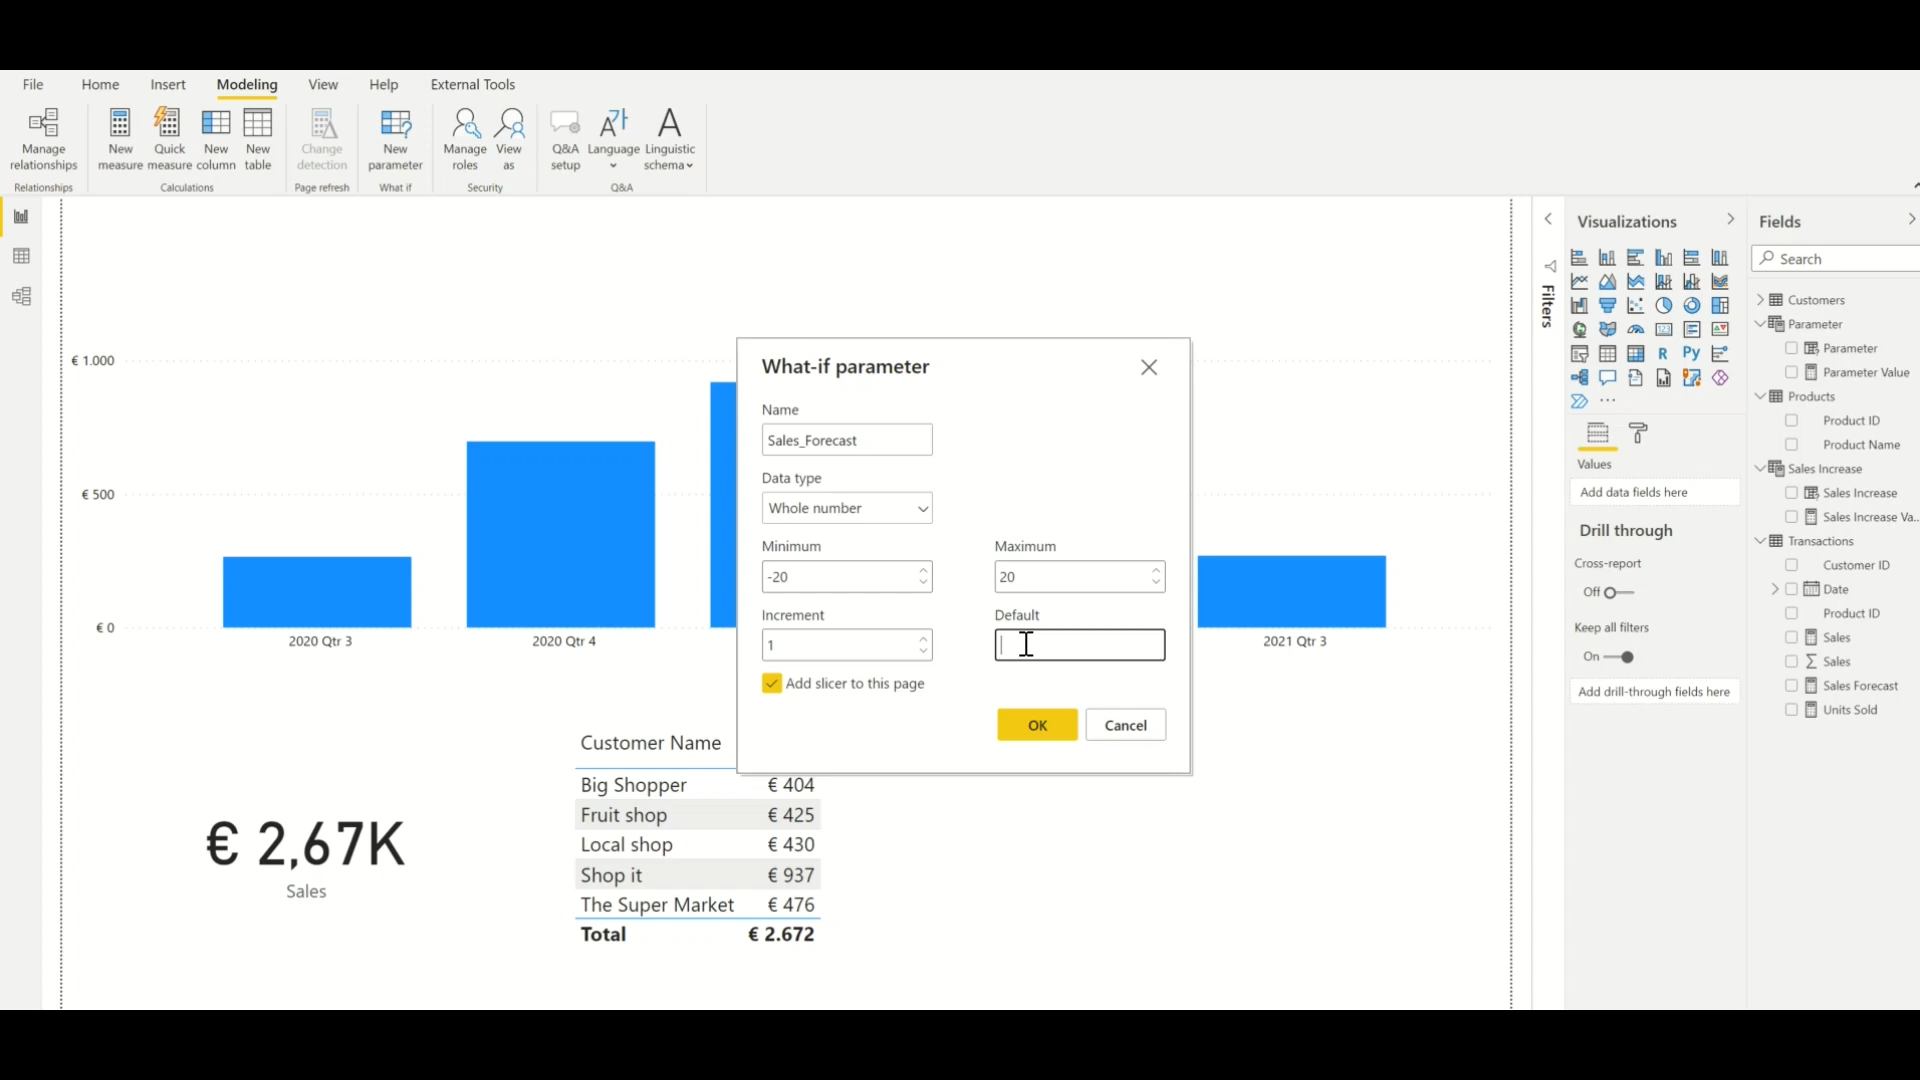 File Home Insert Modeling View Help External Tools
Manage relationships
New measure
Quick measure
New column
New table
Change detection
New parameter
Manage roles
View as
Q&A setup
Language
Linguistic schema
Relationships
Calculations
Page refresh
What if
Security
Q&A
€ 1.000
€ 500
€ 0
2020 Qtr 3
2020 Qtr 4
2021 Qtr 3
What-if parameter
Name
Sales_Forecast
Data type
Whole number
Minimum
Maximum
-20
20
Increment
Default
1
Add slicer to this page
OK
Cancel
€ 2,67K
Sales
Customer Name
Big Shopper € 404
Fruit shop € 425
Local shop € 430
Shop it € 937
The Super Market € 476
Total € 2.672
Filters
Visualizations
123
R
Py
Values
Add data fields here
Drill through
Cross-report
Off
Keep all filters
On
Add drill-through fields here
Fields
Search
Customers
Parameter
Parameter
Parameter Value
Products
Product ID
Product Name
Sales Increase
Sales Increase
Sales Increase Va...
Transactions
Customer ID
Date
Product ID
Sales
Σ Sales
Sales Forecast
Units Sold